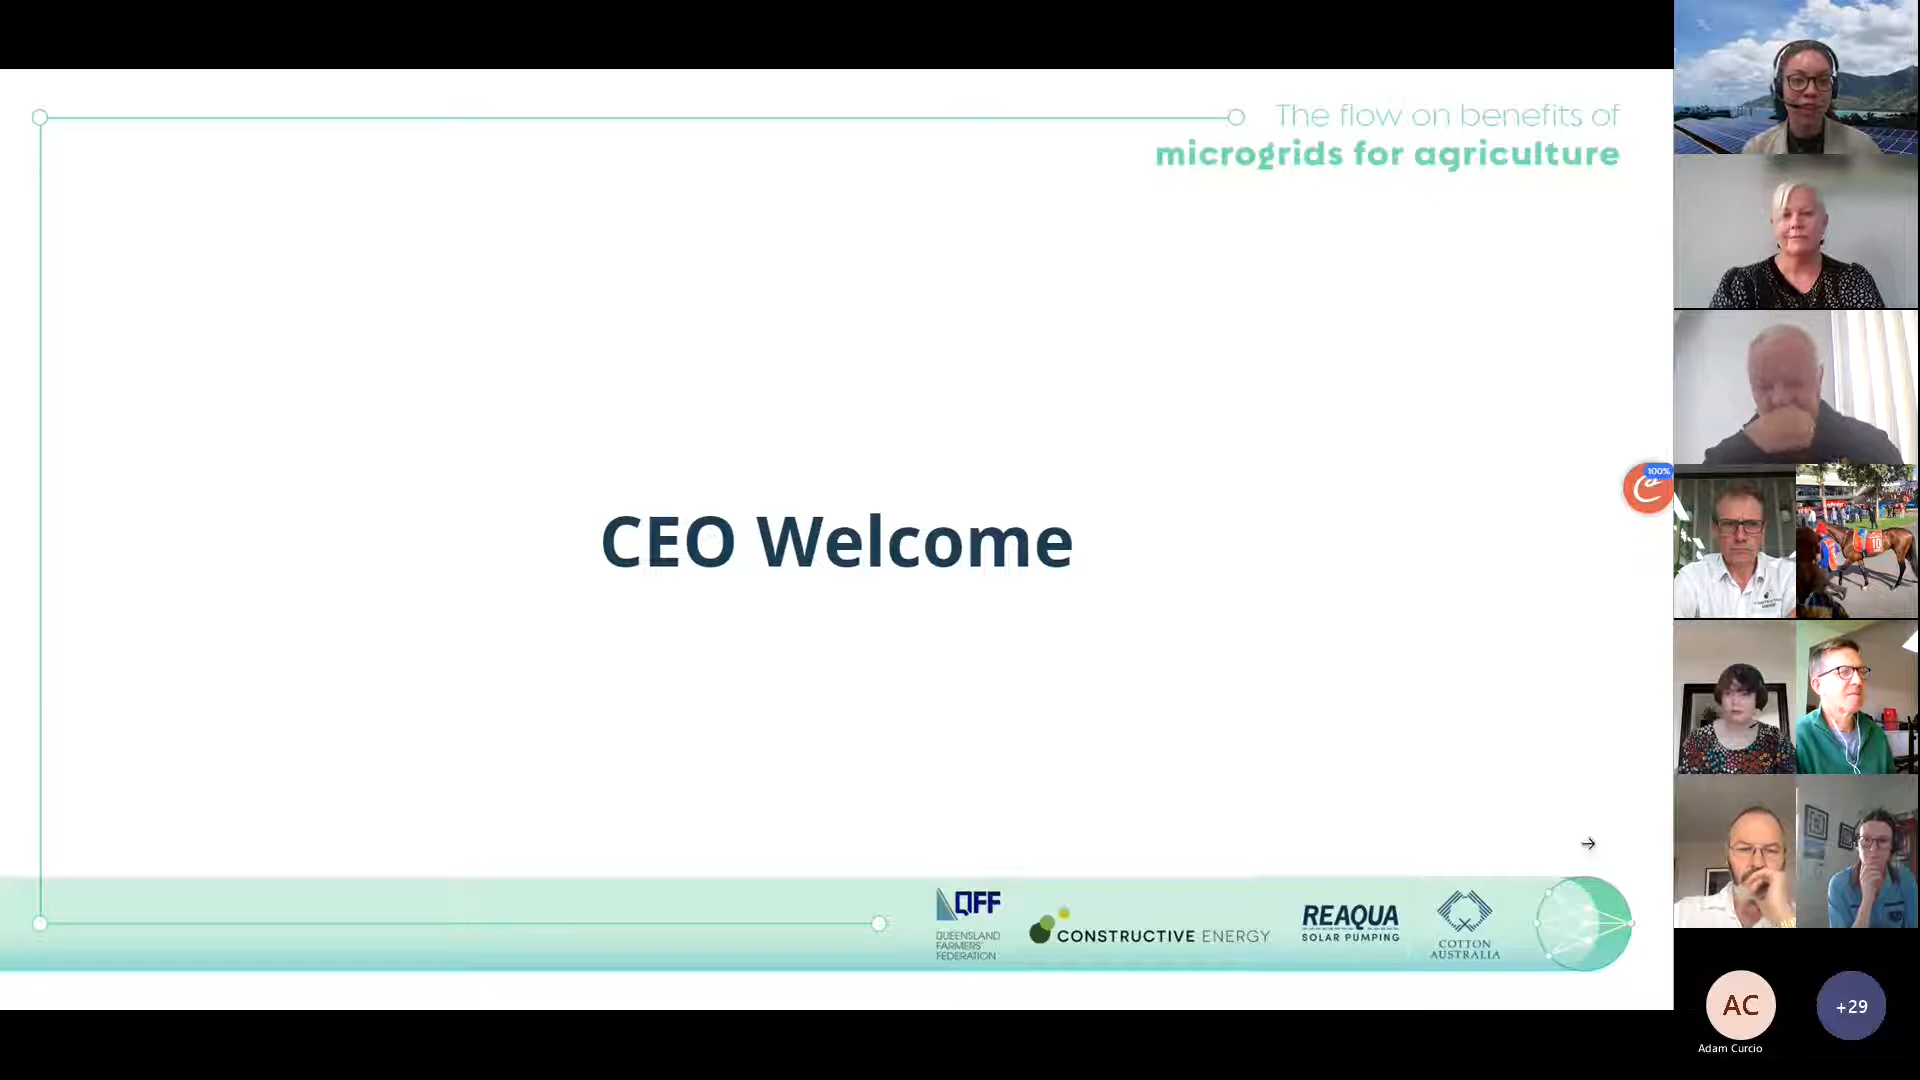 The flow on benefits of
microgrids for agriculture
100%
10
CEO Welcome
QFF
QUEENSLAND
FARMERS'
FEDERATION
CONSTRUCTIVE ENERGY
REAQUA
SOLAR PUMPING
COTTON
AUSTRALIA
AC
+29
Adam Curcio